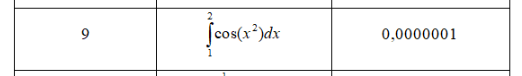 9 ∫₁² cos(x²)dx 0,0000001